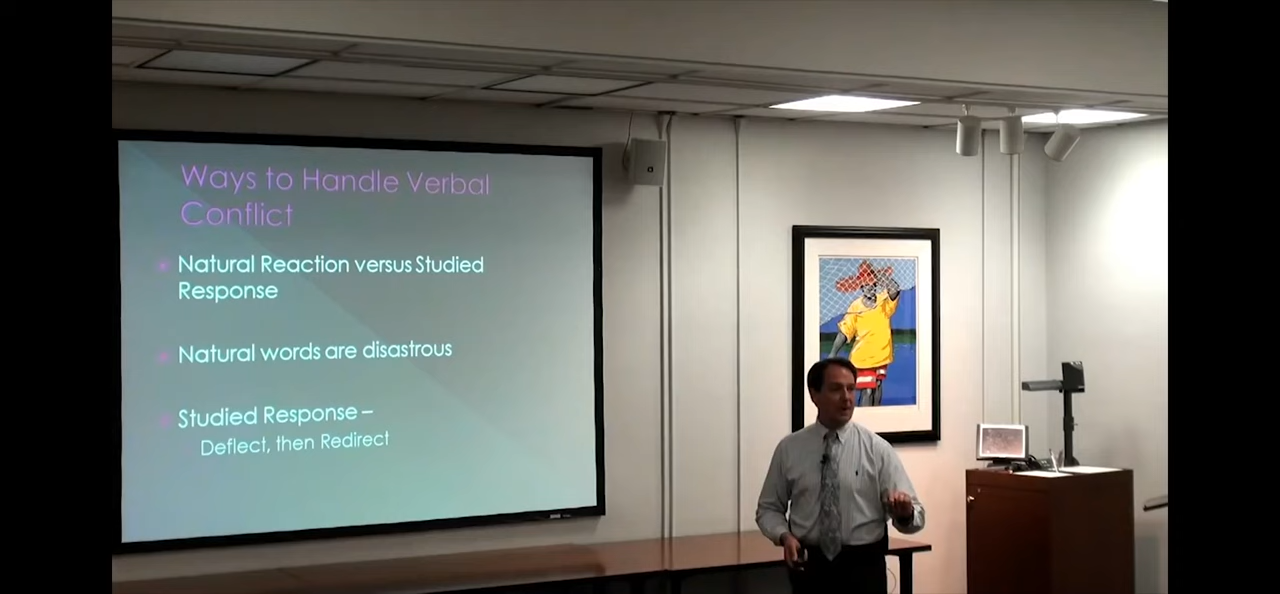 Ways to Handle Verbal
Conflict
Natural Reaction versus Studied
Response
Natural words are disastrous
Studied Response –
Deflect, then Redirect